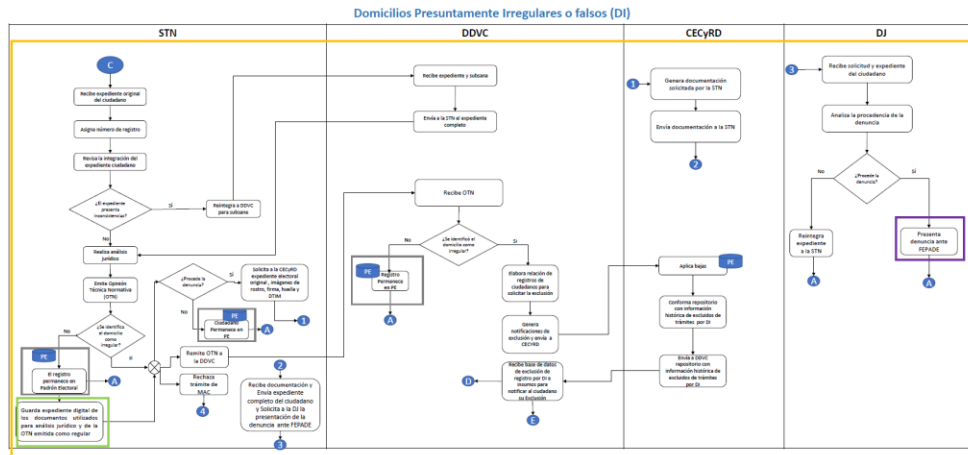 Domicilios Presuntamente Irregulares o falsos (DI)
STN
DDVC
CECyRD
DJ
C
Recibe expediente original
del ciudadano
Asigna número de registro
Revisa la integración del
expediente ciudadano
¿El expediente
presenta
inconsistencias?
Sí
Reintegra a DDVC
para subsana
No
Realiza análisis
jurídico
Emite Opinión
Técnica Normativa
(OTN)
¿Se identifica
el domicilio
como
irregular?
No
PE
El registro
permanece en
Padrón Electoral
A
Guarda expediente digital de
los documentos utilizados
para análisis jurídico y de la
OTN emitida como regular
¿Procede la
denuncia?
Sí
Solicita a la CECyRD
expediente electoral
original , imágenes de
rostro, firma, huella y
DTIM
1
No
PE
Ciudadano
Permanece en
PE
A
Remite OTN a
la DDVC
Rechaza
trámite de
MAC
4
2
Recibe documentación y
Envía expediente
completo del ciudadano
y Solicita a la DJ la
presentación de la
denuncia ante FEPADE
3
Recibe expediente y subsana
Envía a la STN el expediente
completo
Recibe OTN
¿Se identificó el
domicilio como
irregular?
No
PE
Registro
Permanece
en PE
A
Si
Elabora relación de
registros de
ciudadanos para
solicitar la exclusión
Genera
notificaciones de
exclusión y envía a
CECYRD
Recibe base de datos
de exclusión de
registro por DI e
insumos para
notificar al ciudadano
su Exclusión
D
E
1
Genera documentación
solicitada por la STN
Envía documentación a la STN
2
Aplica bajas
PE
Conforma repositorio
con información
histórica de
excluidos de
trámites por DI
Envía a DDVC
repositorio con
información histórica
de excluidos de
trámites por DI
3
Recibe solicitud y expediente
del ciudadano
Analiza la procedencia de la
denuncia
¿Procede la
denuncia?
No
Sí
Reintegra
expediente
a la STN
A
Presenta
denuncia ante
FEPADE
A